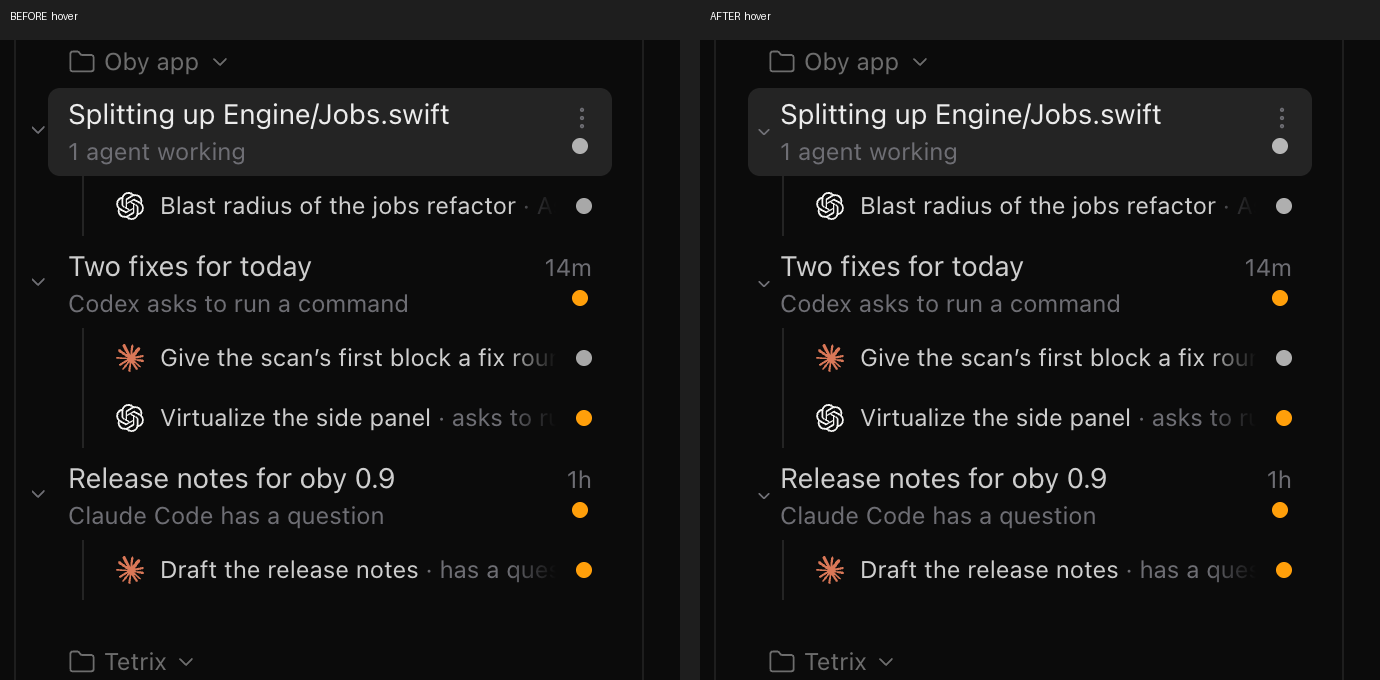 BEFORE hover
Oby app
Splitting up Engine/Jobs.swift
1 agent working
Blast radius of the jobs refactor · A
Two fixes for today 14m
Codex asks to run a command
Give the scan’s first block a fix rour
Virtualize the side panel · asks to ru
Release notes for oby 0.9 1h
Claude Code has a question
Draft the release notes · has a ques
Tetrix
AFTER hover
Oby app
Splitting up Engine/Jobs.swift
1 agent working
Blast radius of the jobs refactor · A
Two fixes for today 14m
Codex asks to run a command
Give the scan’s first block a fix rour
Virtualize the side panel · asks to ru
Release notes for oby 0.9 1h
Claude Code has a question
Draft the release notes · has a ques
Tetrix